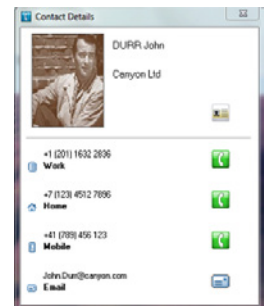 Contact Details
DURR John
Canyon Ltd
+1 (201) 1632 2836
Work
+7 (123) 4512 7896
Home
+41 (789) 456 123
Mobile
John.Durr@canyon.com
Email